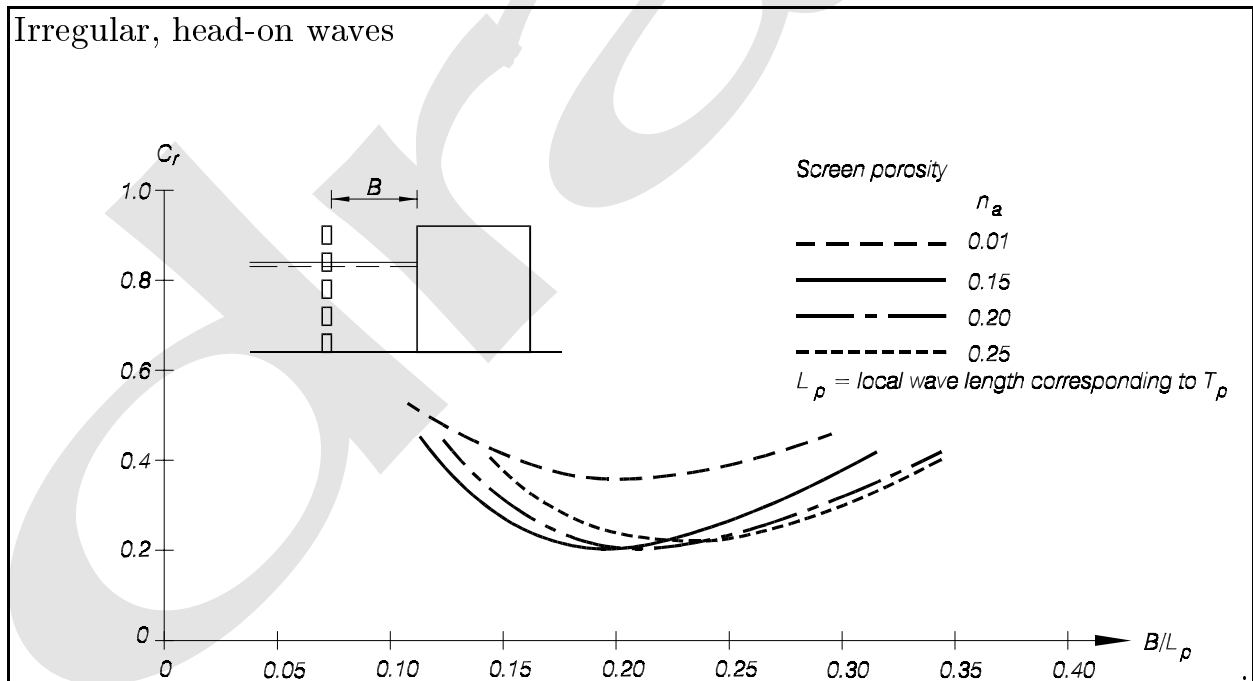 Irregular, head-on waves
C_r
1.0
0.8
0.6
0.4
0.2
0
B
Screen porosity
n_a
0.01
0.15
0.20
0.25
L_p = local wave length corresponding to T_p
0 0.05 0.10 0.15 0.20 0.25 0.30 0.35 0.40
B/L_p
.